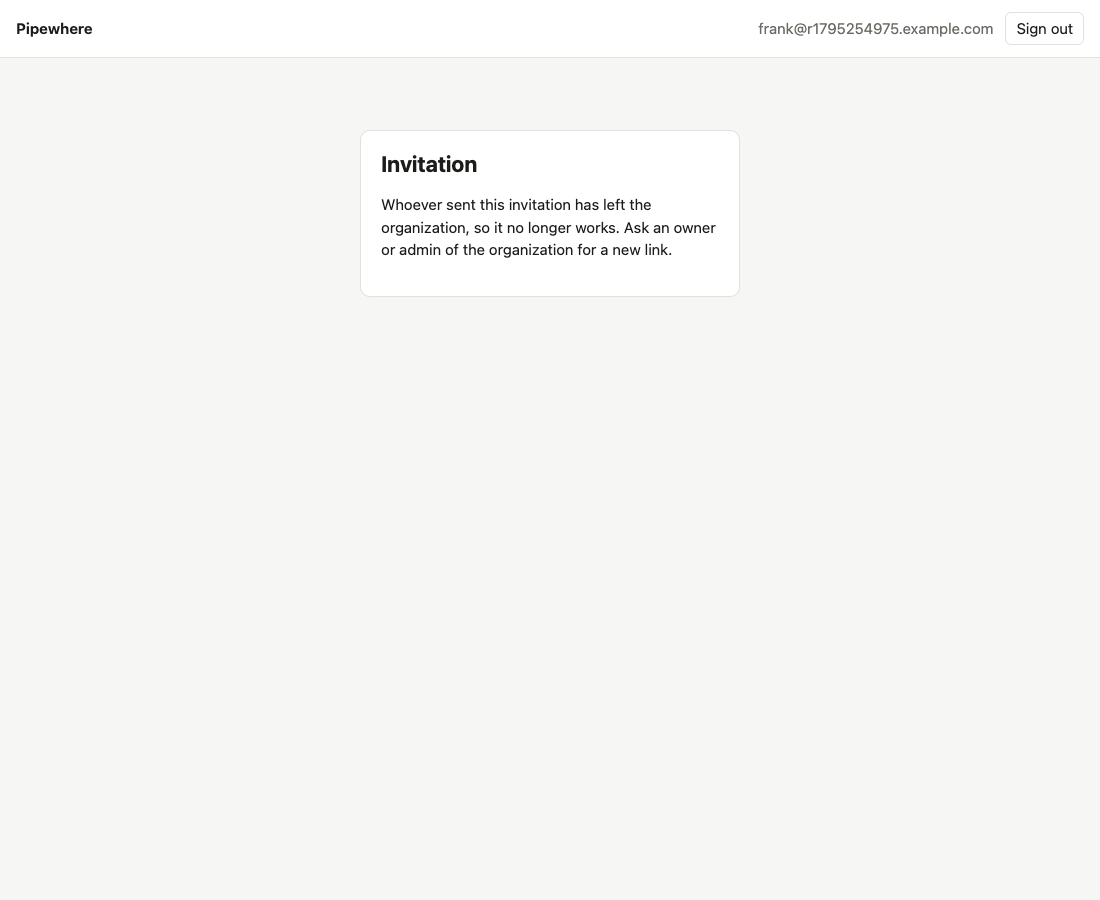 Pipewhere
frank@r1795254975.example.com
Sign out
Invitation
Whoever sent this invitation has left the
organization, so it no longer works. Ask an owner
or admin of the organization for a new link.